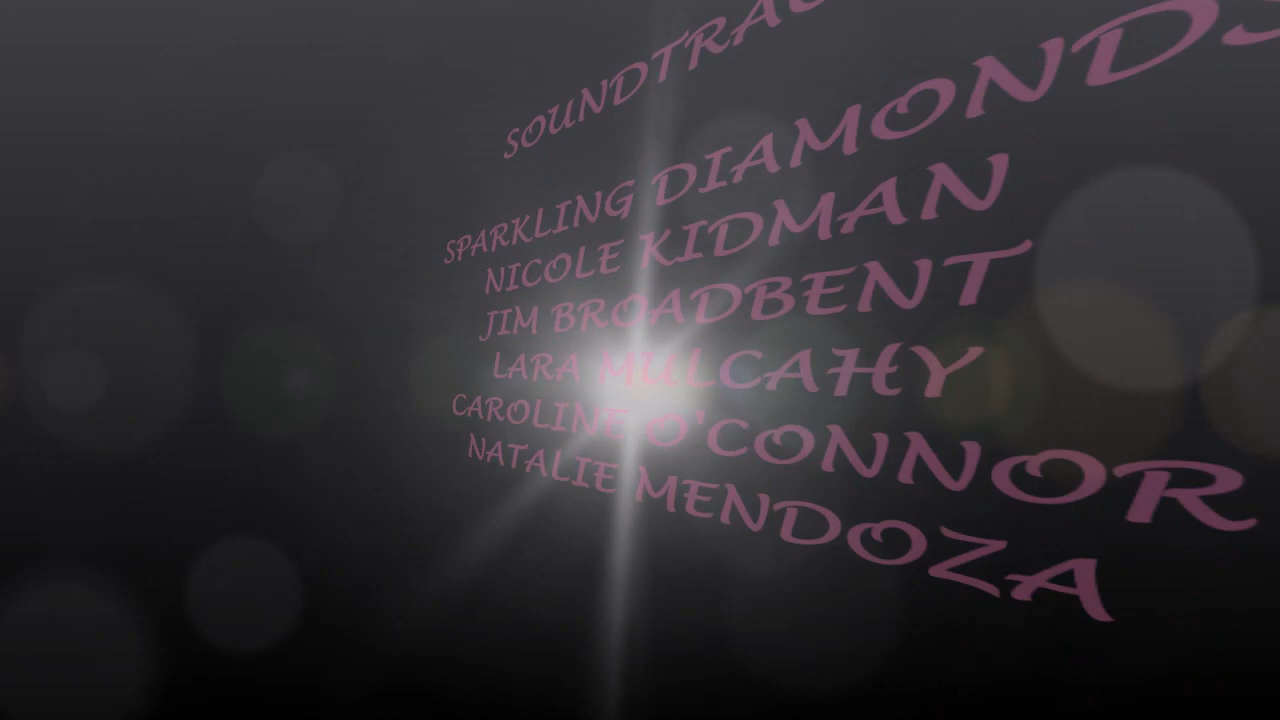 SPARKLING DIAMONDS
NICOLE KIDMAN
JIM BROADBENT
LARA MULCAHY
CAROLINE O'CONNOR
NATALIE MENDOZA